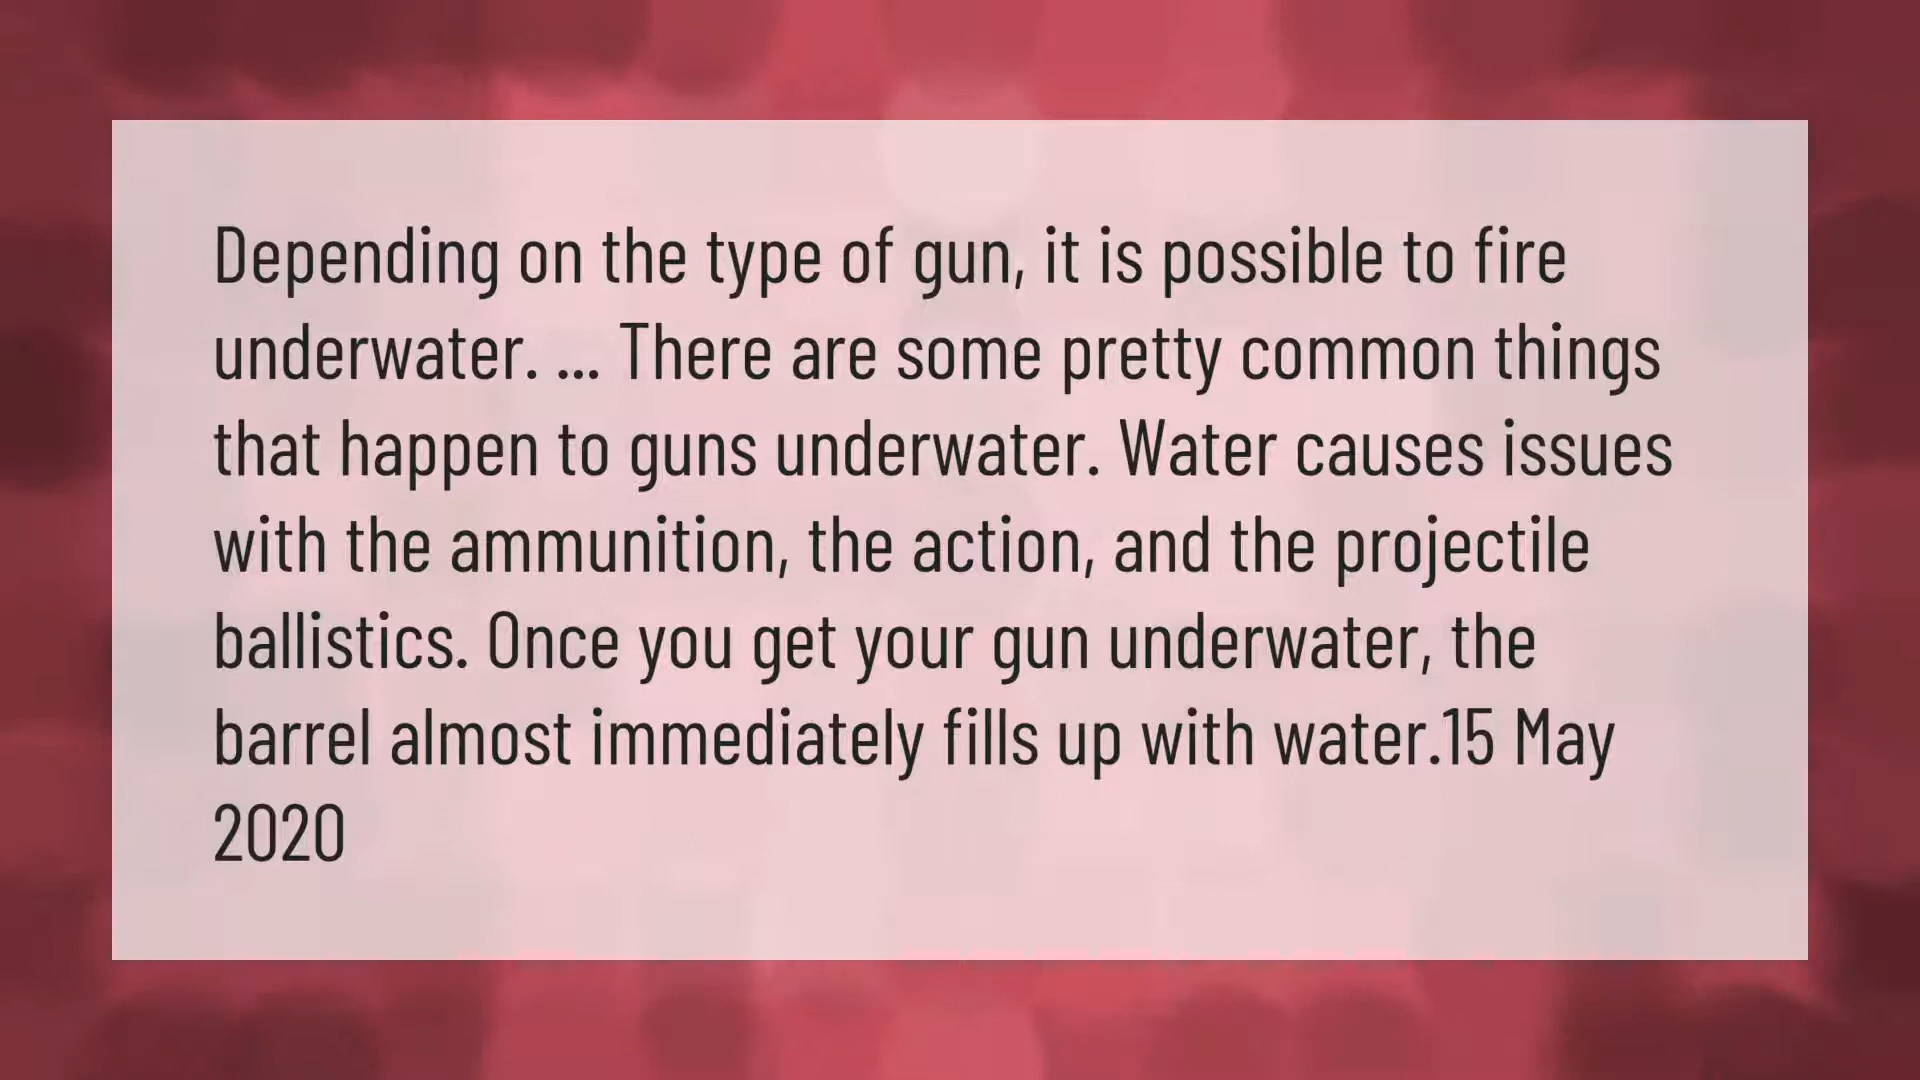 Depending on the type of gun, it is possible to fire
underwater. ... There are some pretty common things
that happen to guns underwater. Water causes issues
with the ammunition, the action, and the projectile
ballistics. Once you get your gun underwater, the
barrel almost immediately fills up with water.15 May
2020